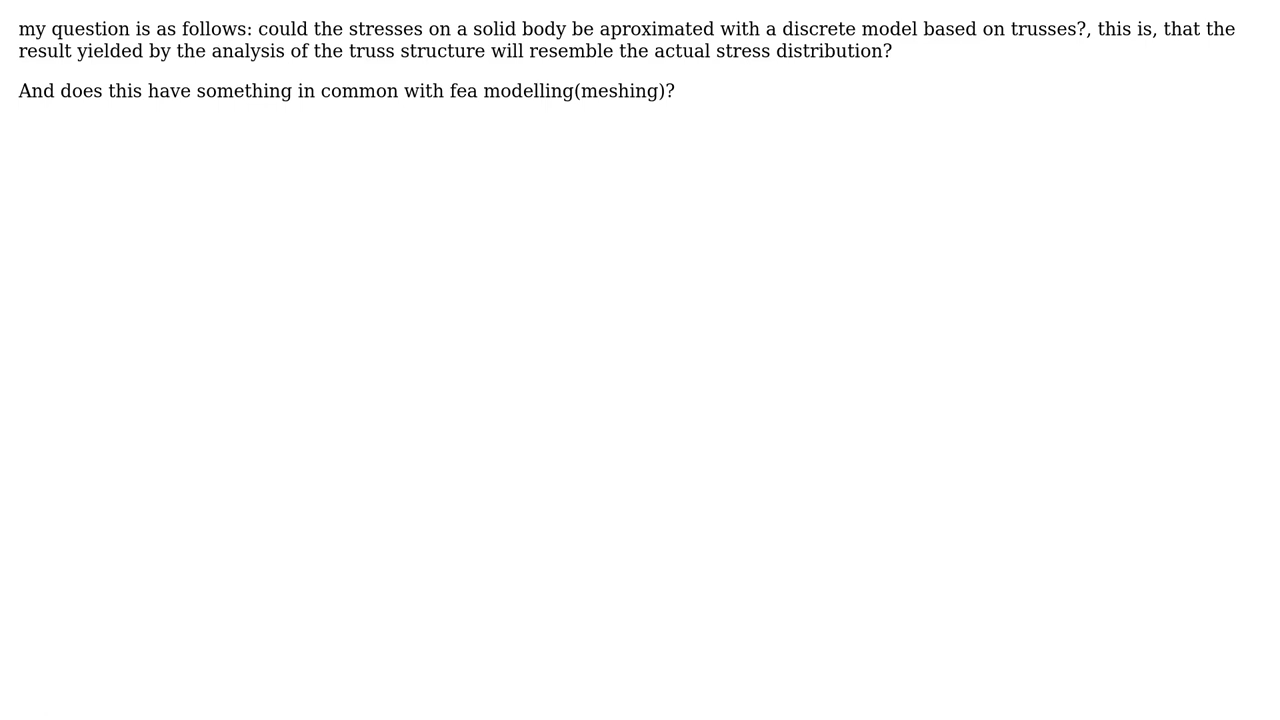 my question is as follows: could the stresses on a solid body be aproximated with a discrete model based on trusses?, this is, that the
result yielded by the analysis of the truss structure will resemble the actual stress distribution?
And does this have something in common with fea modelling(meshing)?